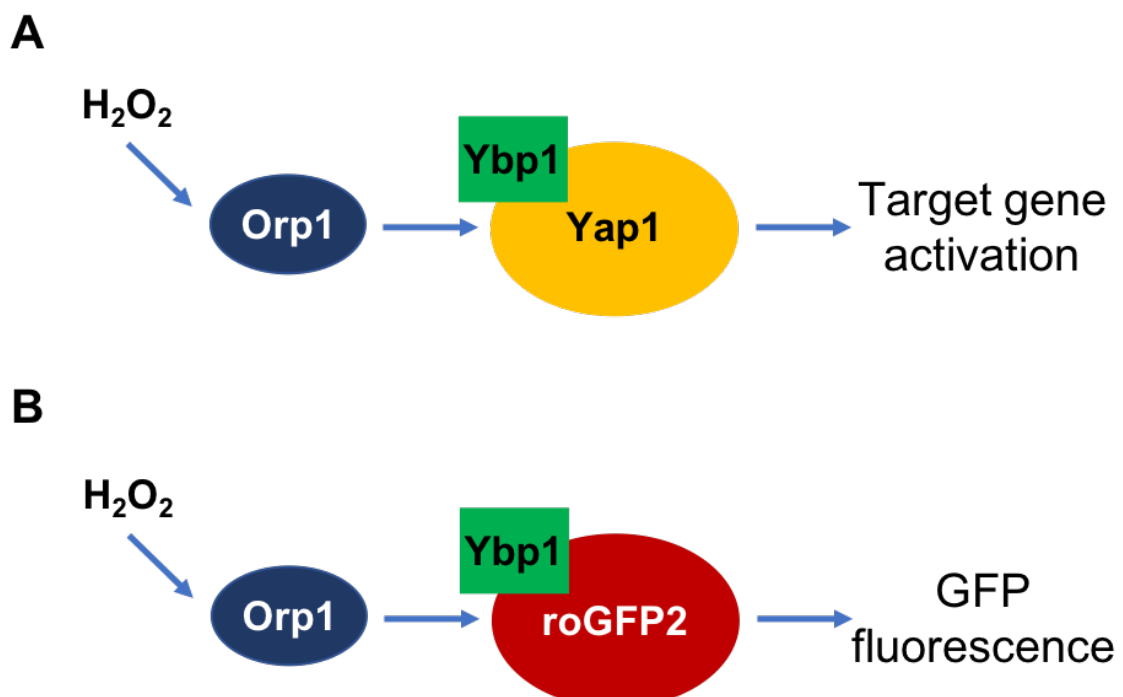 A
H₂O₂
Ybp1
Orp1
Yap1
Target gene
activation
B
H₂O₂
Ybp1
Orp1
roGFP2
GFP
fluorescence